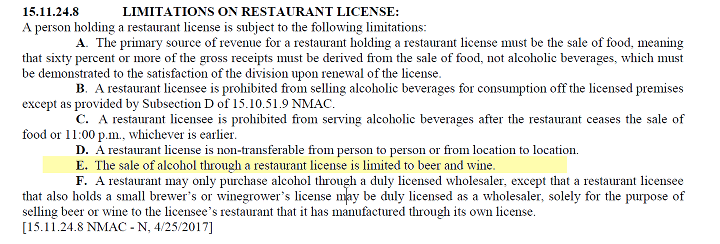 15.11.24.8 LIMITATIONS ON RESTAURANT LICENSE:
A person holding a restaurant license is subject to the following limitations:
A. The primary source of revenue for a restaurant holding a restaurant license must be the sale of food, meaning
that sixty percent or more of the gross receipts must be derived from the sale of food, not alcoholic beverages, which must
be demonstrated to the satisfaction of the division upon renewal of the license.
B. A restaurant licensee is prohibited from selling alcoholic beverages for consumption off the licensed premises
except as provided by Subsection D of 15.10.51.9 NMAC.
C. A restaurant licensee is prohibited from serving alcoholic beverages after the restaurant ceases the sale of
food or 11:00 p.m., whichever is earlier.
D. A restaurant license is non-transferable from person to person or from location to location.
E. The sale of alcohol through a restaurant license is limited to beer and wine.
F. A restaurant may only purchase alcohol through a duly licensed wholesaler, except that a restaurant licensee
that also holds a small brewer's or winegrower's license may be duly licensed as a wholesaler, solely for the purpose of
selling beer or wine to the licensee's restaurant that it has manufactured through its own license.
[15.11.24.8 NMAC - N, 4/25/2017]